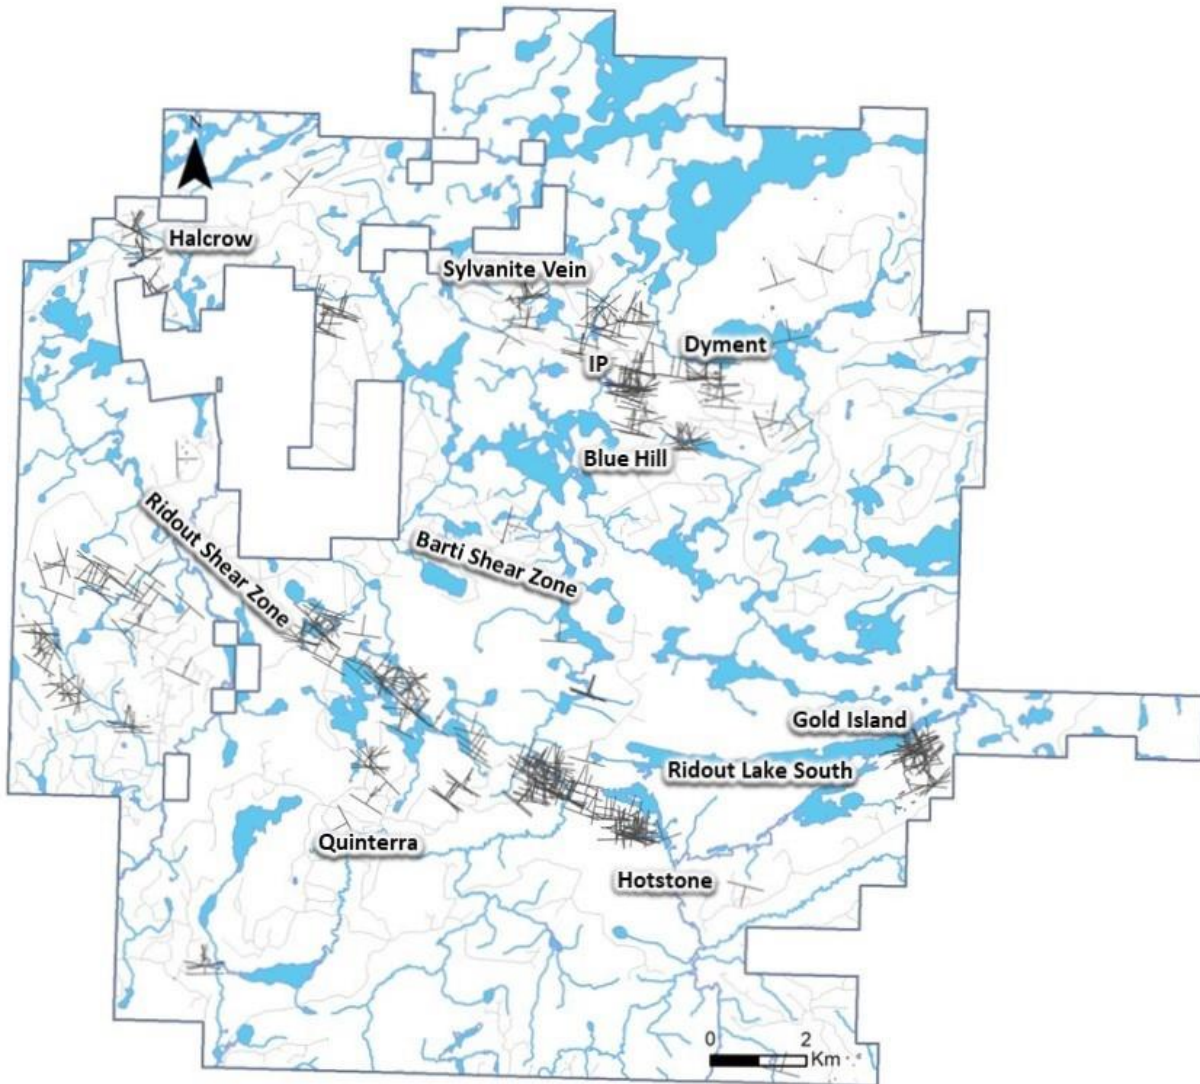 N
Halcrow
Sylvanite Vein
Dyment
IP
Blue Hill
Ridout Shear Zone
Barti Shear Zone
Gold Island
Ridout Lake South
Quinterra
Hotstone
0 2
Km